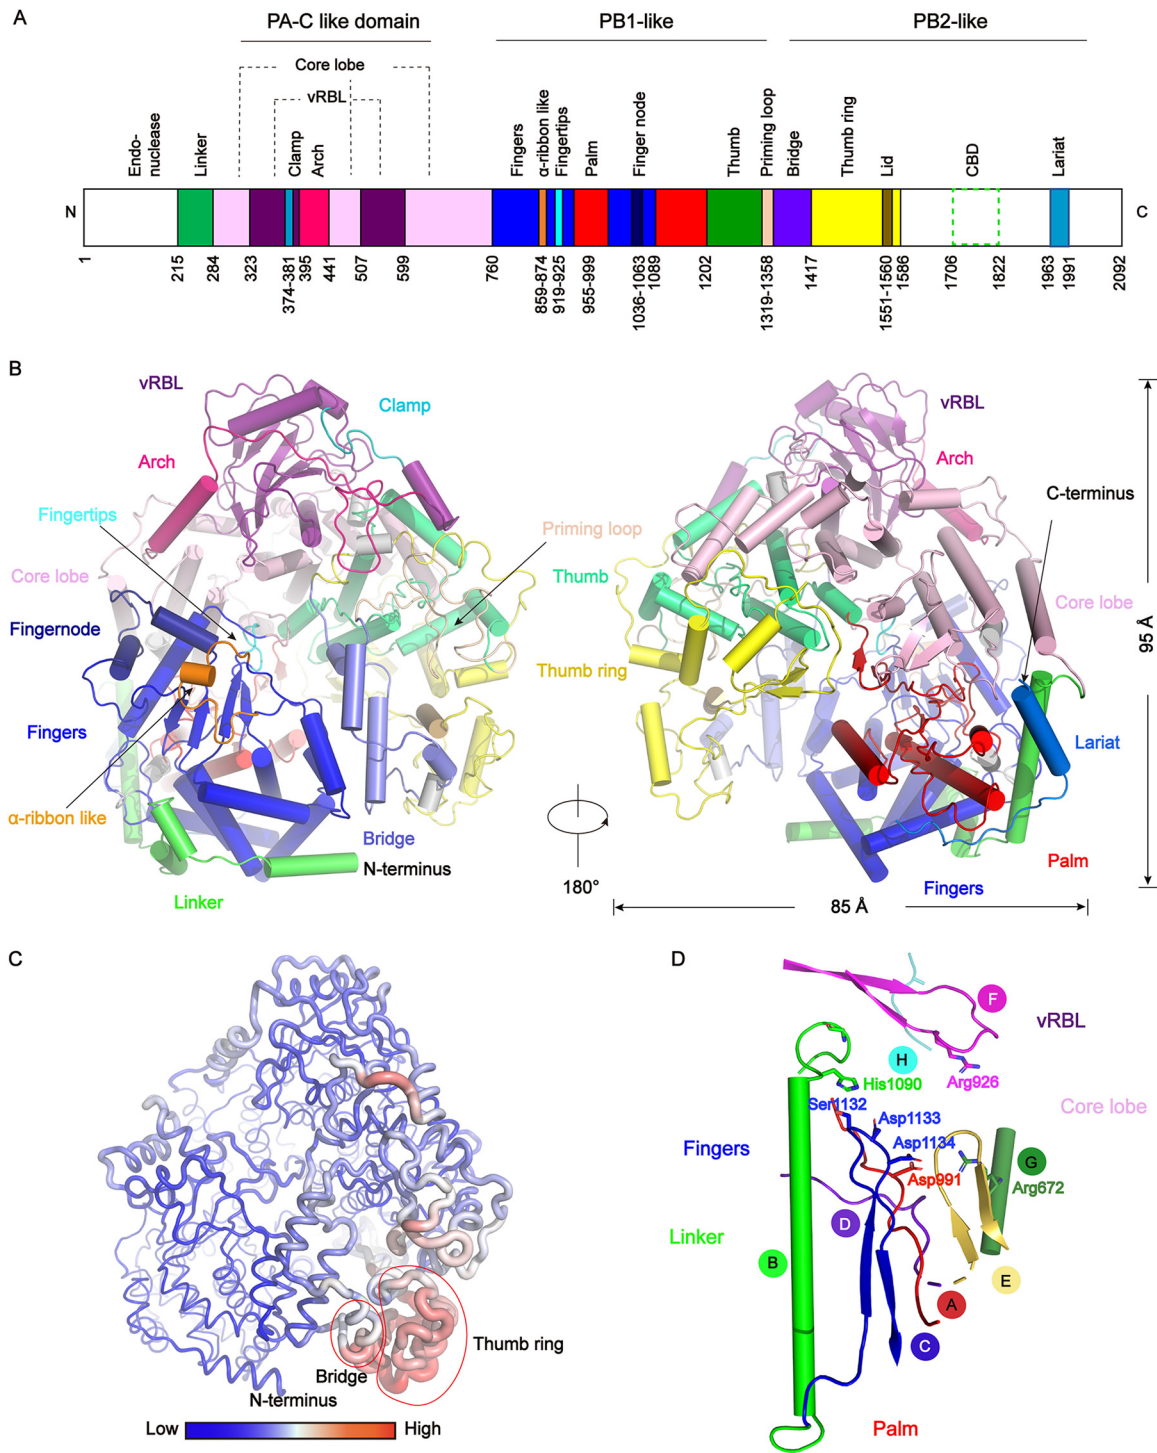 A
PA-C like domain
PB1-like
PB2-like
Core lobe
vRBL
Endo-
nuclease
Linker
Clamp
Arch
Fingers
α-ribbon like
Fingertips
Palm
Finger node
Thumb
Priming loop
Bridge
Thumb ring
Lid
CBD
Lariat
N
C
1
215
284
323
374-381
395
441
507
599
760
859-874
919-925
955-999
1036-1063
1089
1202
1319-1358
1417
1551-1560
1586
1706
1822
1963
1991
2092
B
vRBL
Clamp
Arch
Fingertips
Core lobe
Fingernode
Fingers
α-ribbon like
Linker
Priming loop
Thumb
Thumb ring
Bridge
N-terminus
180°
vRBL
Arch
C-terminus
Core lobe
Lariat
Palm
Fingers
95 Å
85 Å
C
Thumb ring
Bridge
N-terminus
Low
High
D
F
vRBL
H
His1090
Arg926
Core lobe
Ser1132
Asp1133
Fingers
Asp1134
Asp991
G
Arg672
Linker
D
B
E
A
C
Palm